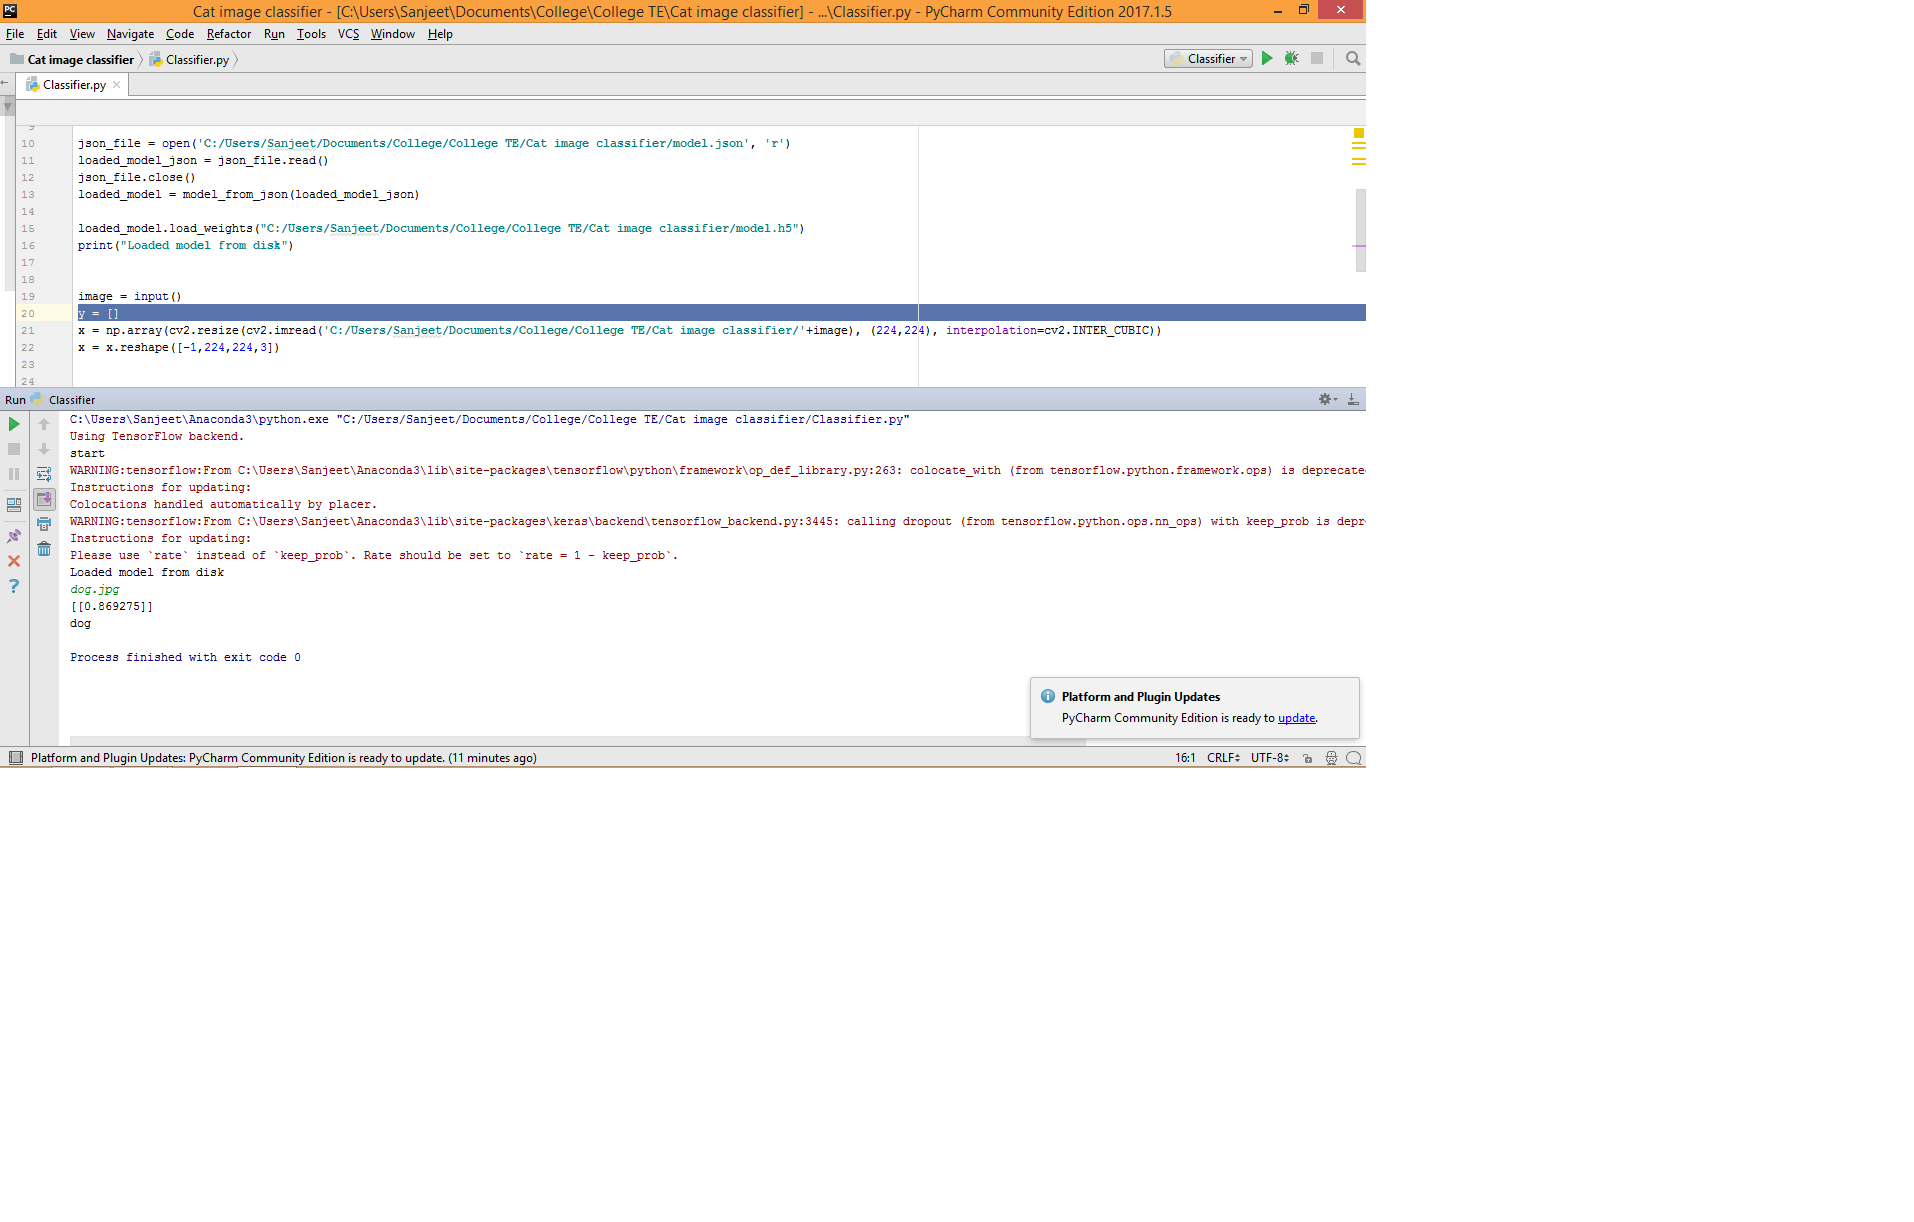 PC
Cat image classifier - [C:\Users\Sanjeet\Documents\College\College TE\Cat image classifier] - ...\Classifier.py - PyCharm Community Edition 2017.1.5
File Edit View Navigate Code Refactor Run Tools VCS Window Help
Cat image classifier Classifier.py Classifier
Classifier.py
9
10 json_file = open('C:/Users/Sanjeet/Documents/College/College TE/Cat image classifier/model.json', 'r')
11 loaded_model_json = json_file.read()
12 json_file.close()
13 loaded_model = model_from_json(loaded_model_json)
14
15 loaded_model.load_weights("C:/Users/Sanjeet/Documents/College/College TE/Cat image classifier/model.h5")
16 print("Loaded model from disk")
17
18
19 image = input()
20 y = []
21 x = np.array(cv2.resize(cv2.imread('C:/Users/Sanjeet/Documents/College/College TE/Cat image classifier/'+image), (224,224), interpolation=cv2.INTER_CUBIC))
22 x = x.reshape([-1,224,224,3])
23
24
Run Classifier
C:\Users\Sanjeet\Anaconda3\python.exe "C:/Users/Sanjeet/Documents/College/College TE/Cat image classifier/Classifier.py"
Using TensorFlow backend.
start
WARNING:tensorflow:From C:\Users\Sanjeet\Anaconda3\lib\site-packages\tensorflow\python\framework\op_def_library.py:263: colocate_with (from tensorflow.python.framework.ops) is deprecate
Instructions for updating:
Colocations handled automatically by placer.
WARNING:tensorflow:From C:\Users\Sanjeet\Anaconda3\lib\site-packages\keras\backend\tensorflow_backend.py:3445: calling dropout (from tensorflow.python.ops.nn_ops) with keep_prob is depr
Instructions for updating:
Please use `rate` instead of `keep_prob`. Rate should be set to `rate = 1 - keep_prob`.
Loaded model from disk
dog.jpg
[[0.869275]]
dog
Process finished with exit code 0
Platform and Plugin Updates
PyCharm Community Edition is ready to update.
Platform and Plugin Updates: PyCharm Community Edition is ready to update. (11 minutes ago) 16:1 CRLF UTF-8